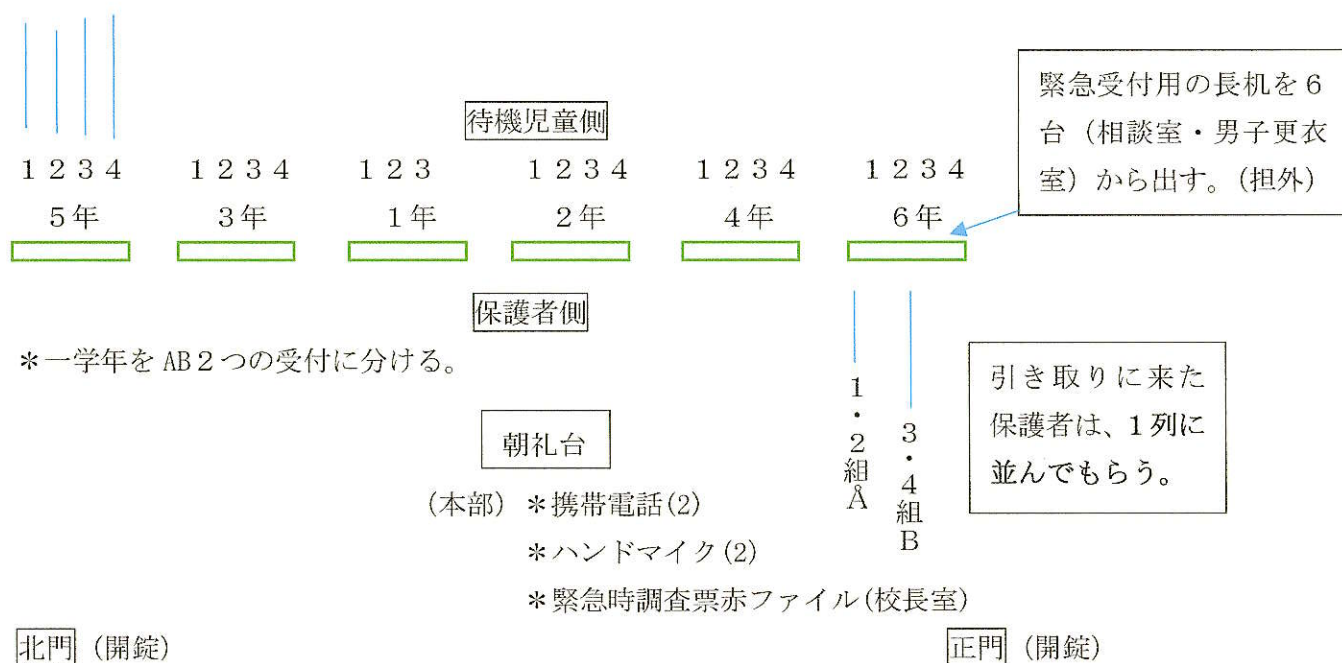 待機児童側
緊急受付用の長机を6
台（相談室・男子更衣
室）から出す。（担外）
1 2 3 4
1 2 3 4
1 2 3
1 2 3 4
1 2 3 4
1 2 3 4
5年
3年
1年
2年
4年
6年
保護者側
＊一学年をAB2つの受付に分ける。
1・2組Å
3・4組B
引き取りに来た
保護者は、1列に
並んでもらう。
朝礼台
（本部）＊携帯電話(2)
＊ハンドマイク(2)
＊緊急時調査票赤ファイル(校長室)
北門（開錠）
正門（開錠）